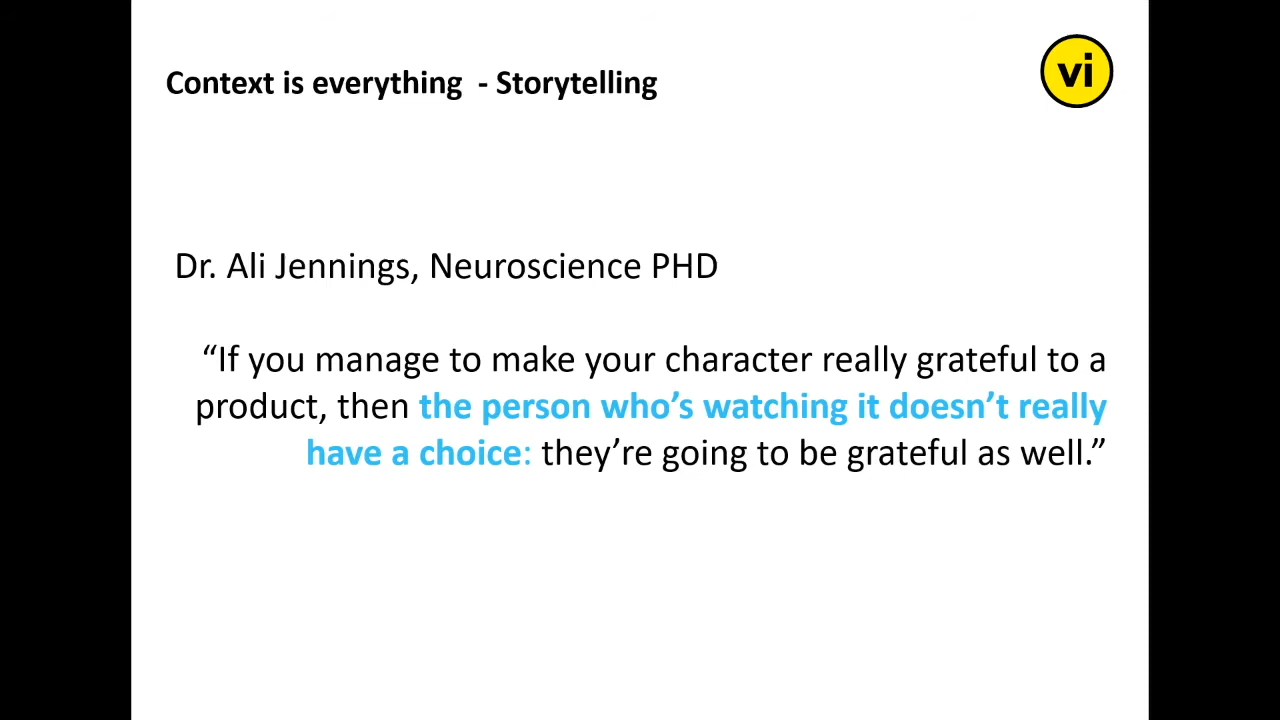 Context is everything - Storytelling
vi
Dr. Ali Jennings, Neuroscience PHD
“If you manage to make your character really grateful to a
product, then the person who’s watching it doesn’t really
have a choice: they’re going to be grateful as well.”